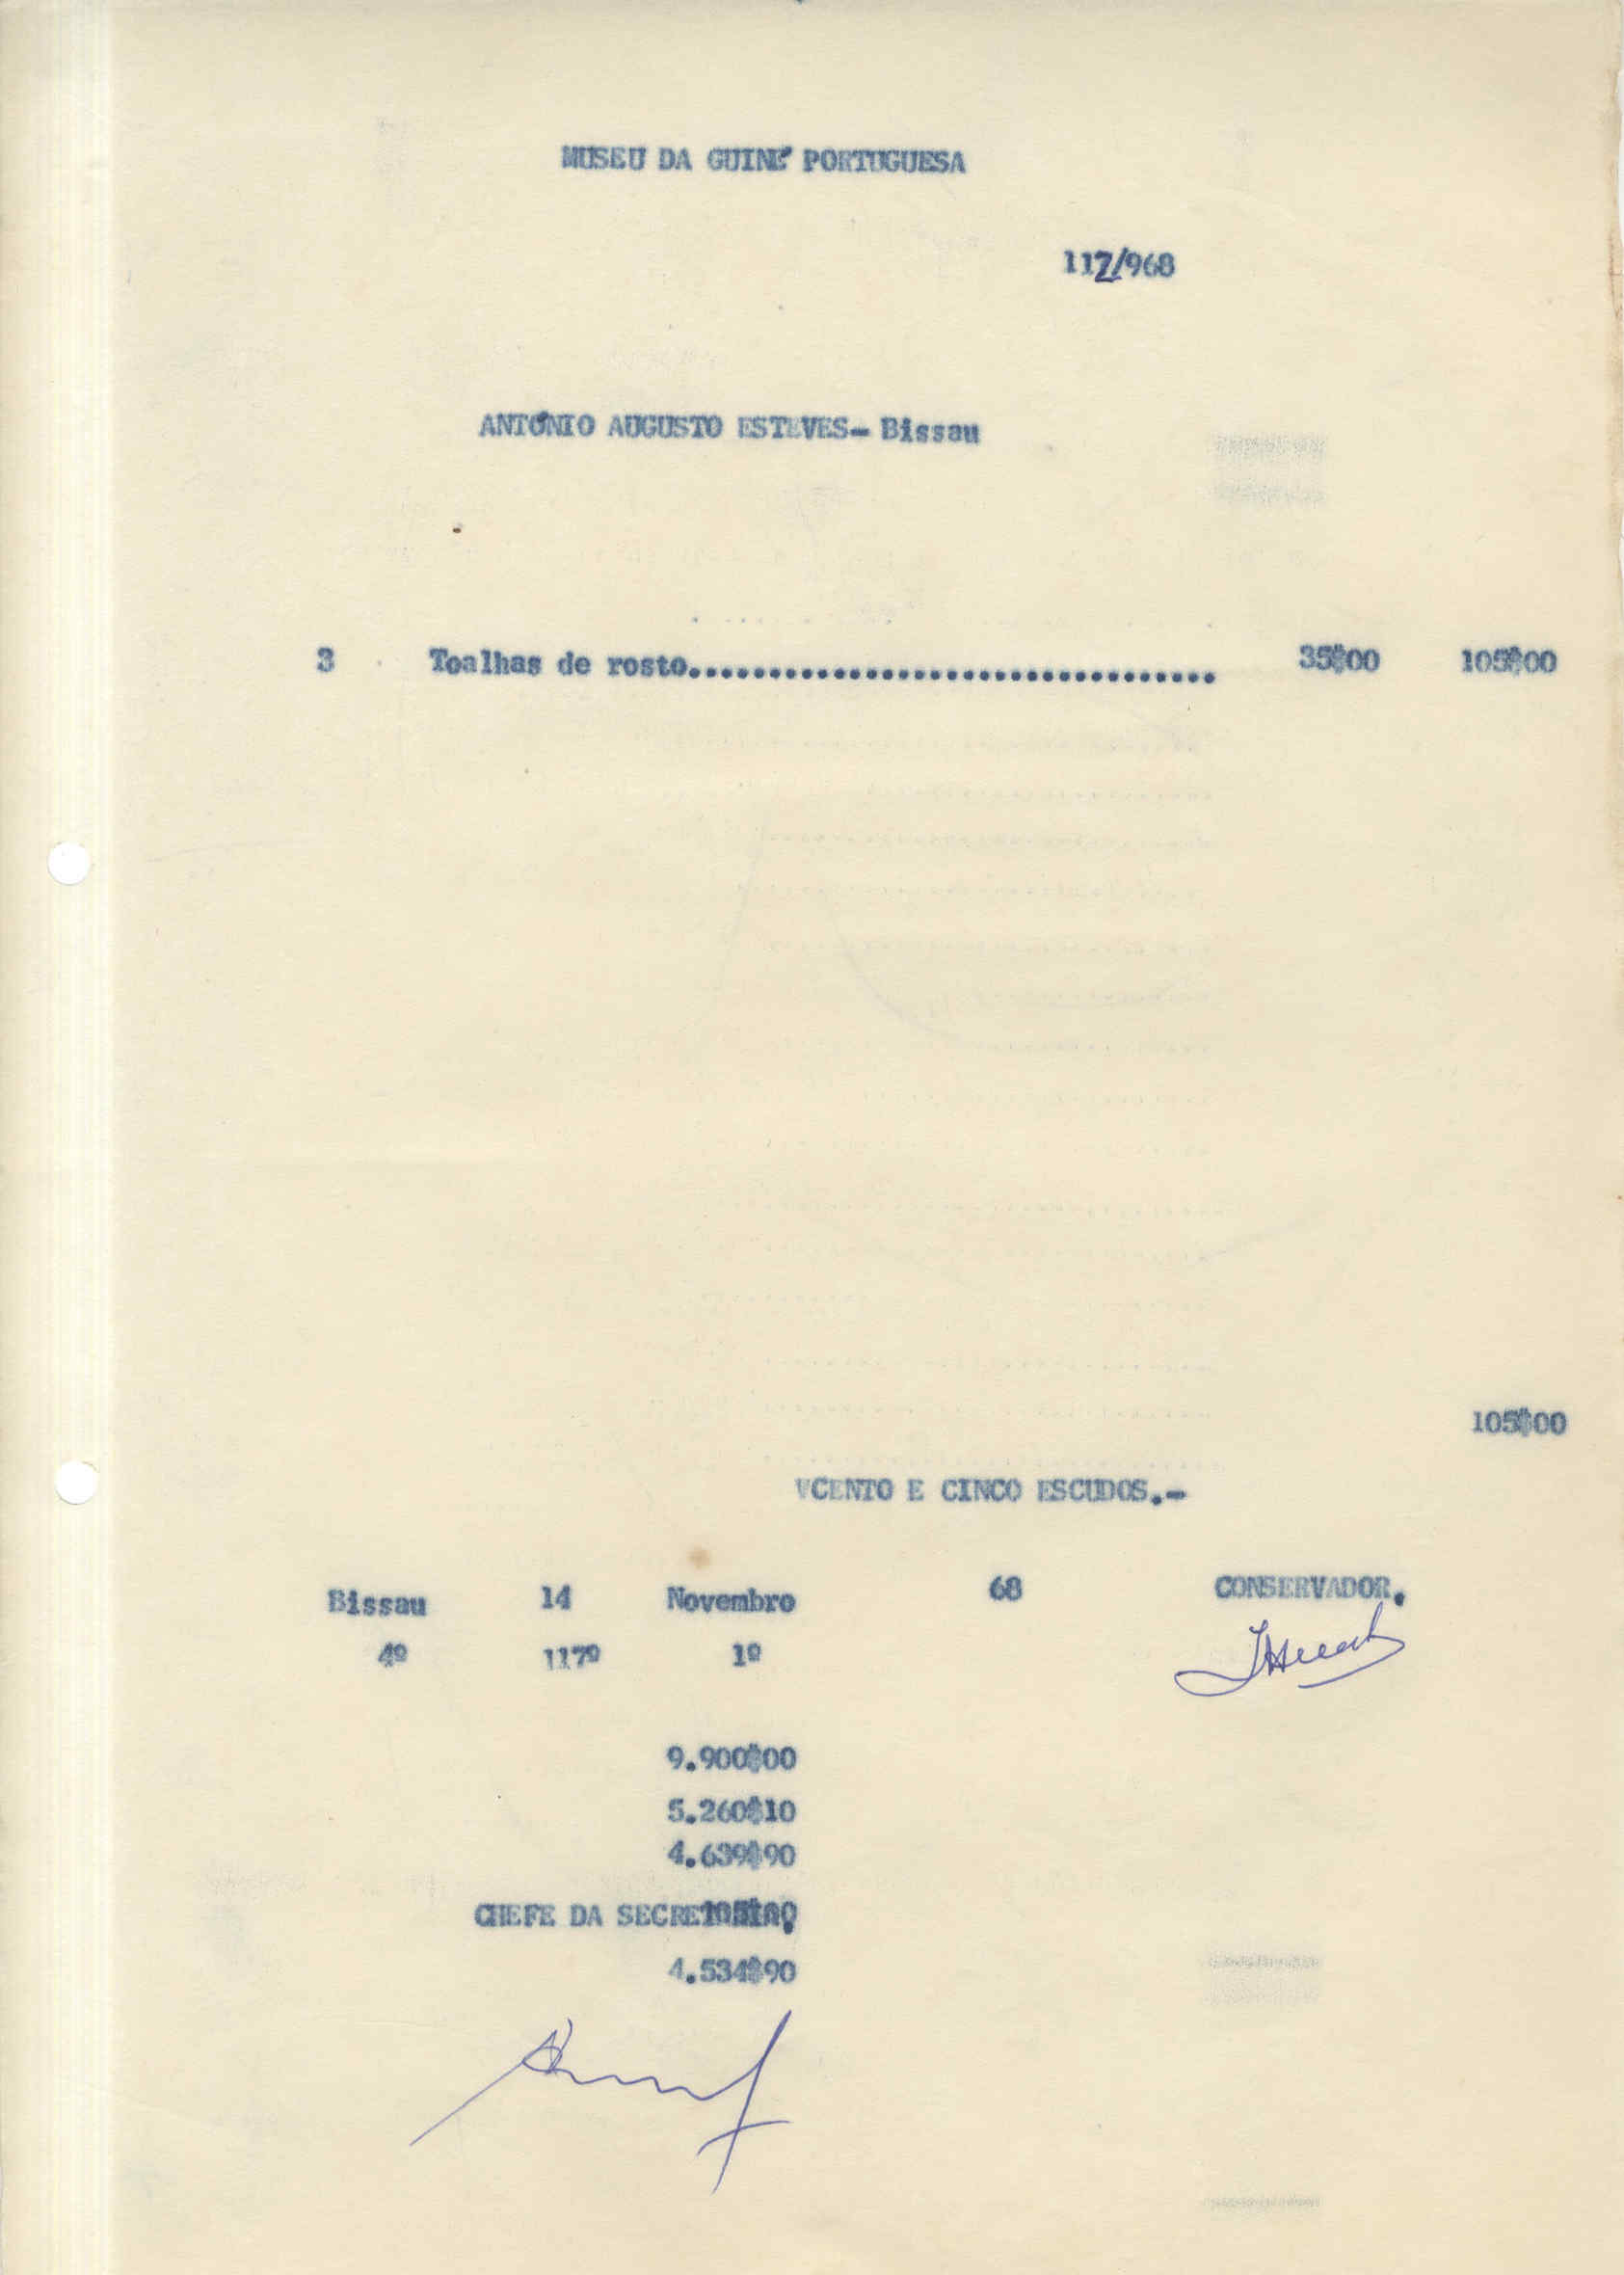 MUSEU DA GUINÉ PORTUGUESA
117/968
ANTÓNIO AUGUSTO ESTEVES- Bissau
3 Toalhas de rosto................................. 35$00 105$00
105$00
CENTO E CINCO ESCUDOS.-
Bissau 14 Novembro 68 CONSERVADOR.
4º 117º 1º
9.900$00
5.260$10
4.639$90
CHEFE DA SECRETARIA, 105$00
4.534$90